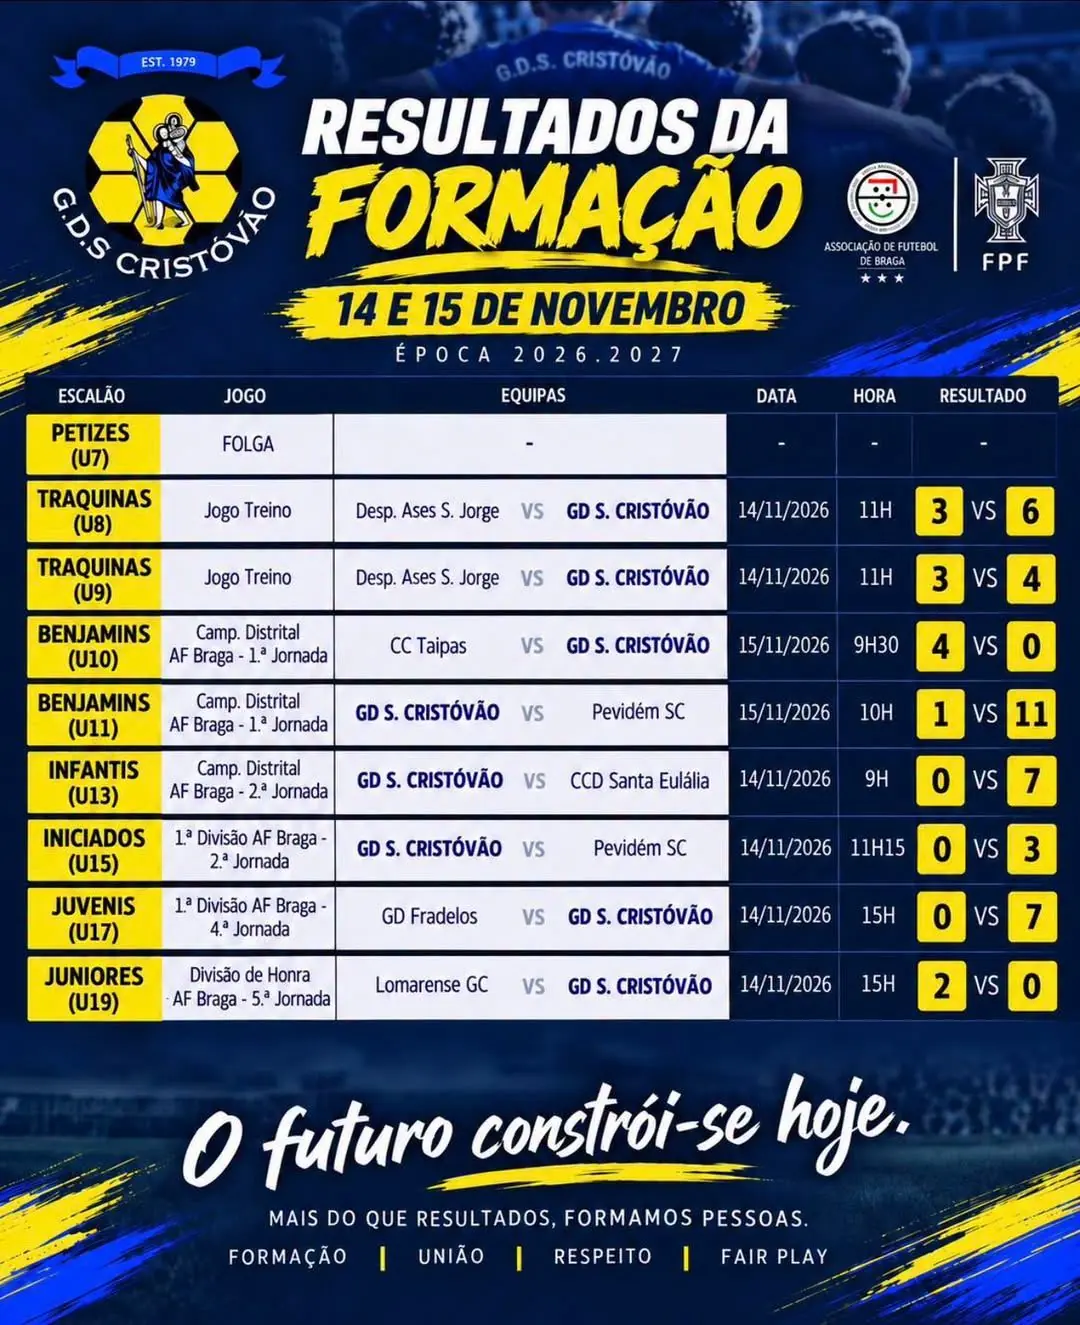 EST. 1979
G.D.S. CRISTÓVÃO
G.D.S CRISTÓVÃO
RESULTADOS DA
FORMAÇÃO
14 E 15 DE NOVEMBRO
ÉPOCA 2026.2027
ASSOCIAÇÃO DE FUTEBOL
DE BRAGA
FPF
ESCALÃO JOGO EQUIPAS DATA HORA RESULTADO
PETIZES
(U7)
FOLGA - - - -
TRAQUINAS
(U8)
Jogo Treino Desp. Ases S. Jorge VS GD S. CRISTÓVÃO 14/11/2026 11H 3 VS 6
TRAQUINAS
(U9)
Jogo Treino Desp. Ases S. Jorge VS GD S. CRISTÓVÃO 14/11/2026 11H 3 VS 4
BENJAMINS
(U10)
Camp. Distrital
AF Braga - 1.ª Jornada
CC Taipas VS GD S. CRISTÓVÃO 15/11/2026 9H30 4 VS 0
BENJAMINS
(U11)
Camp. Distrital
AF Braga - 1.ª Jornada
GD S. CRISTÓVÃO VS Pevidém SC 15/11/2026 10H 1 VS 11
INFANTIS
(U13)
Camp. Distrital
AF Braga - 2.ª Jornada
GD S. CRISTÓVÃO VS CCD Santa Eulália 14/11/2026 9H 0 VS 7
INICIADOS
(U15)
1.ª Divisão AF Braga -
2.ª Jornada
GD S. CRISTÓVÃO VS Pevidém SC 14/11/2026 11H15 0 VS 3
JUVENIS
(U17)
1.ª Divisão AF Braga -
4.ª Jornada
GD Fradelos VS GD S. CRISTÓVÃO 14/11/2026 15H 0 VS 7
JUNIORES
(U19)
Divisão de Honra
AF Braga - 5.ª Jornada
Lomarense GC VS GD S. CRISTÓVÃO 14/11/2026 15H 2 VS 0
O futuro constrói-se hoje.
MAIS DO QUE RESULTADOS, FORMAMOS PESSOAS.
FORMAÇÃO | UNIÃO | RESPEITO | FAIR PLAY